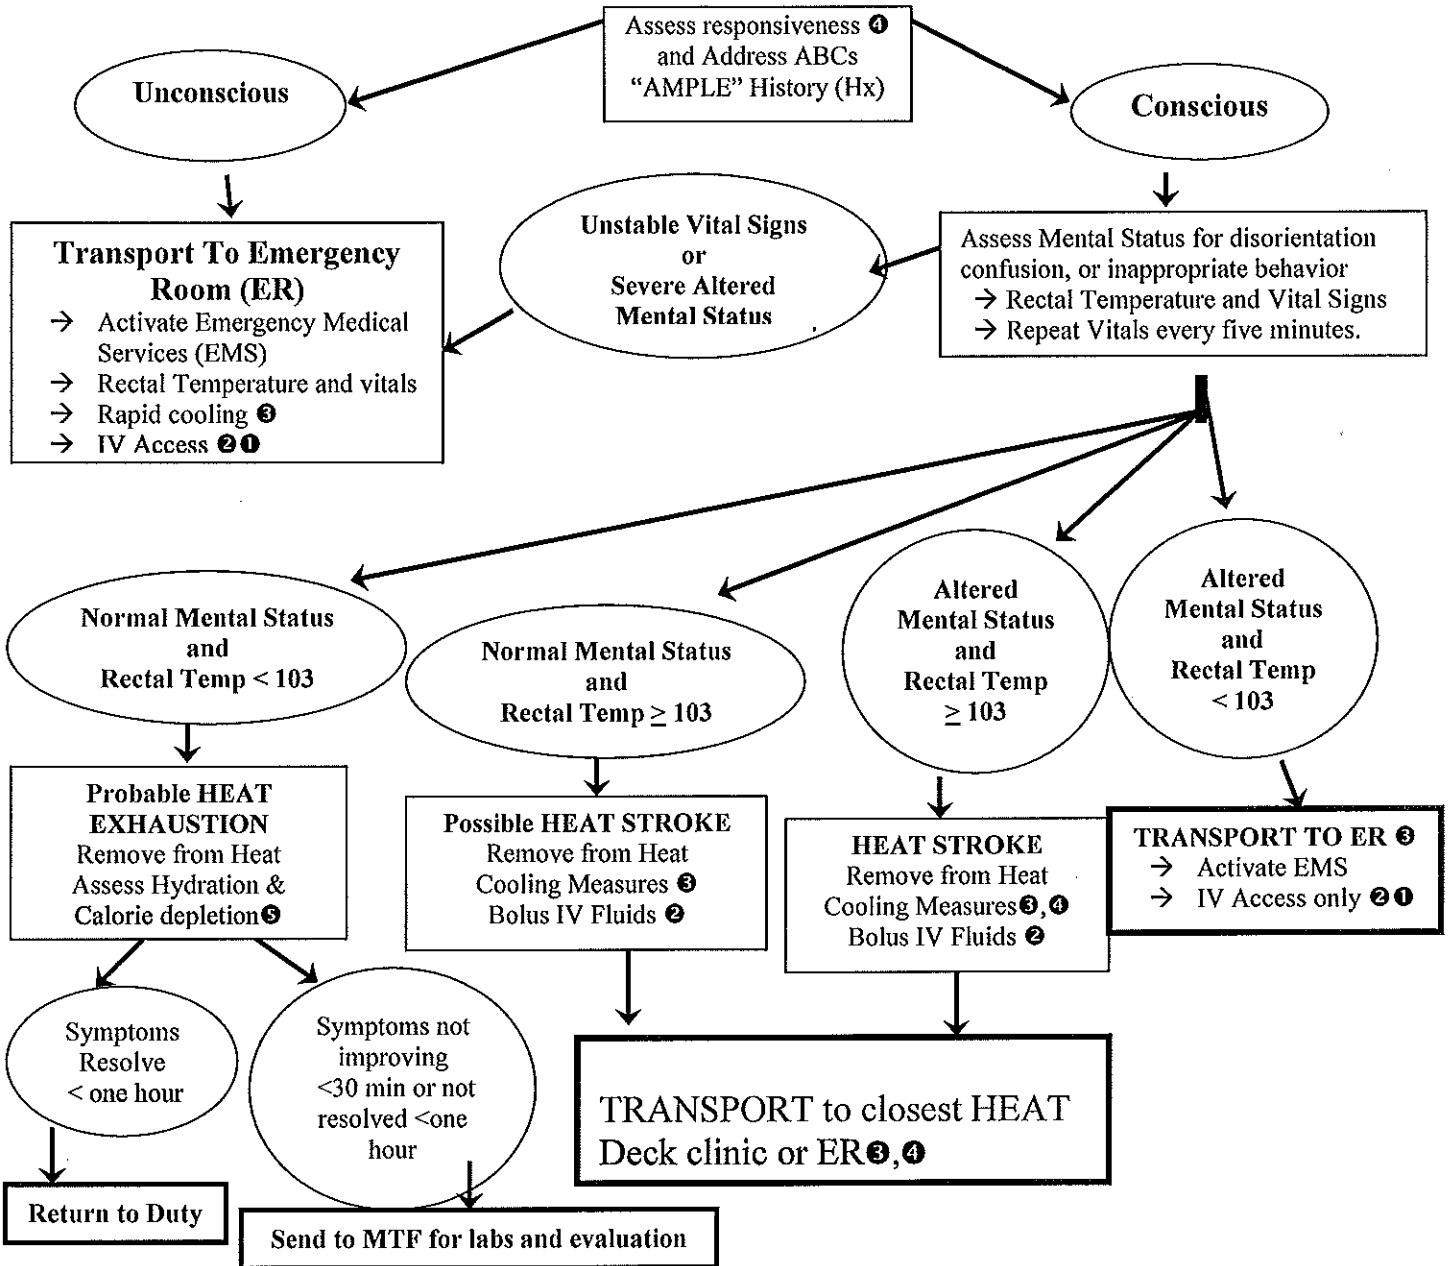 Assess responsiveness ❹
and Address ABCs
“AMPLE” History (Hx)
Unconscious
Conscious
Transport To Emergency
Room (ER)
→ Activate Emergency Medical
Services (EMS)
→ Rectal Temperature and vitals
→ Rapid cooling ❸
→ IV Access ❷❶
Unstable Vital Signs
or
Severe Altered
Mental Status
Assess Mental Status for disorientation
confusion, or inappropriate behavior
→ Rectal Temperature and Vital Signs
→ Repeat Vitals every five minutes.
Normal Mental Status
and
Rectal Temp < 103
Normal Mental Status
and
Rectal Temp ≥ 103
Altered
Mental Status
and
Rectal Temp
≥ 103
Altered
Mental Status
and
Rectal Temp
< 103
Probable HEAT
EXHAUSTION
Remove from Heat
Assess Hydration &
Calorie depletion❺
Possible HEAT STROKE
Remove from Heat
Cooling Measures ❸
Bolus IV Fluids ❷
HEAT STROKE
Remove from Heat
Cooling Measures❸,❹
Bolus IV Fluids ❷
TRANSPORT TO ER ❸
→ Activate EMS
→ IV Access only ❷❶
Symptoms
Resolve
< one hour
Symptoms not
improving
<30 min or not
resolved <one
hour
TRANSPORT to closest HEAT
Deck clinic or ER❸,❹
Return to Duty
Send to MTF for labs and evaluation